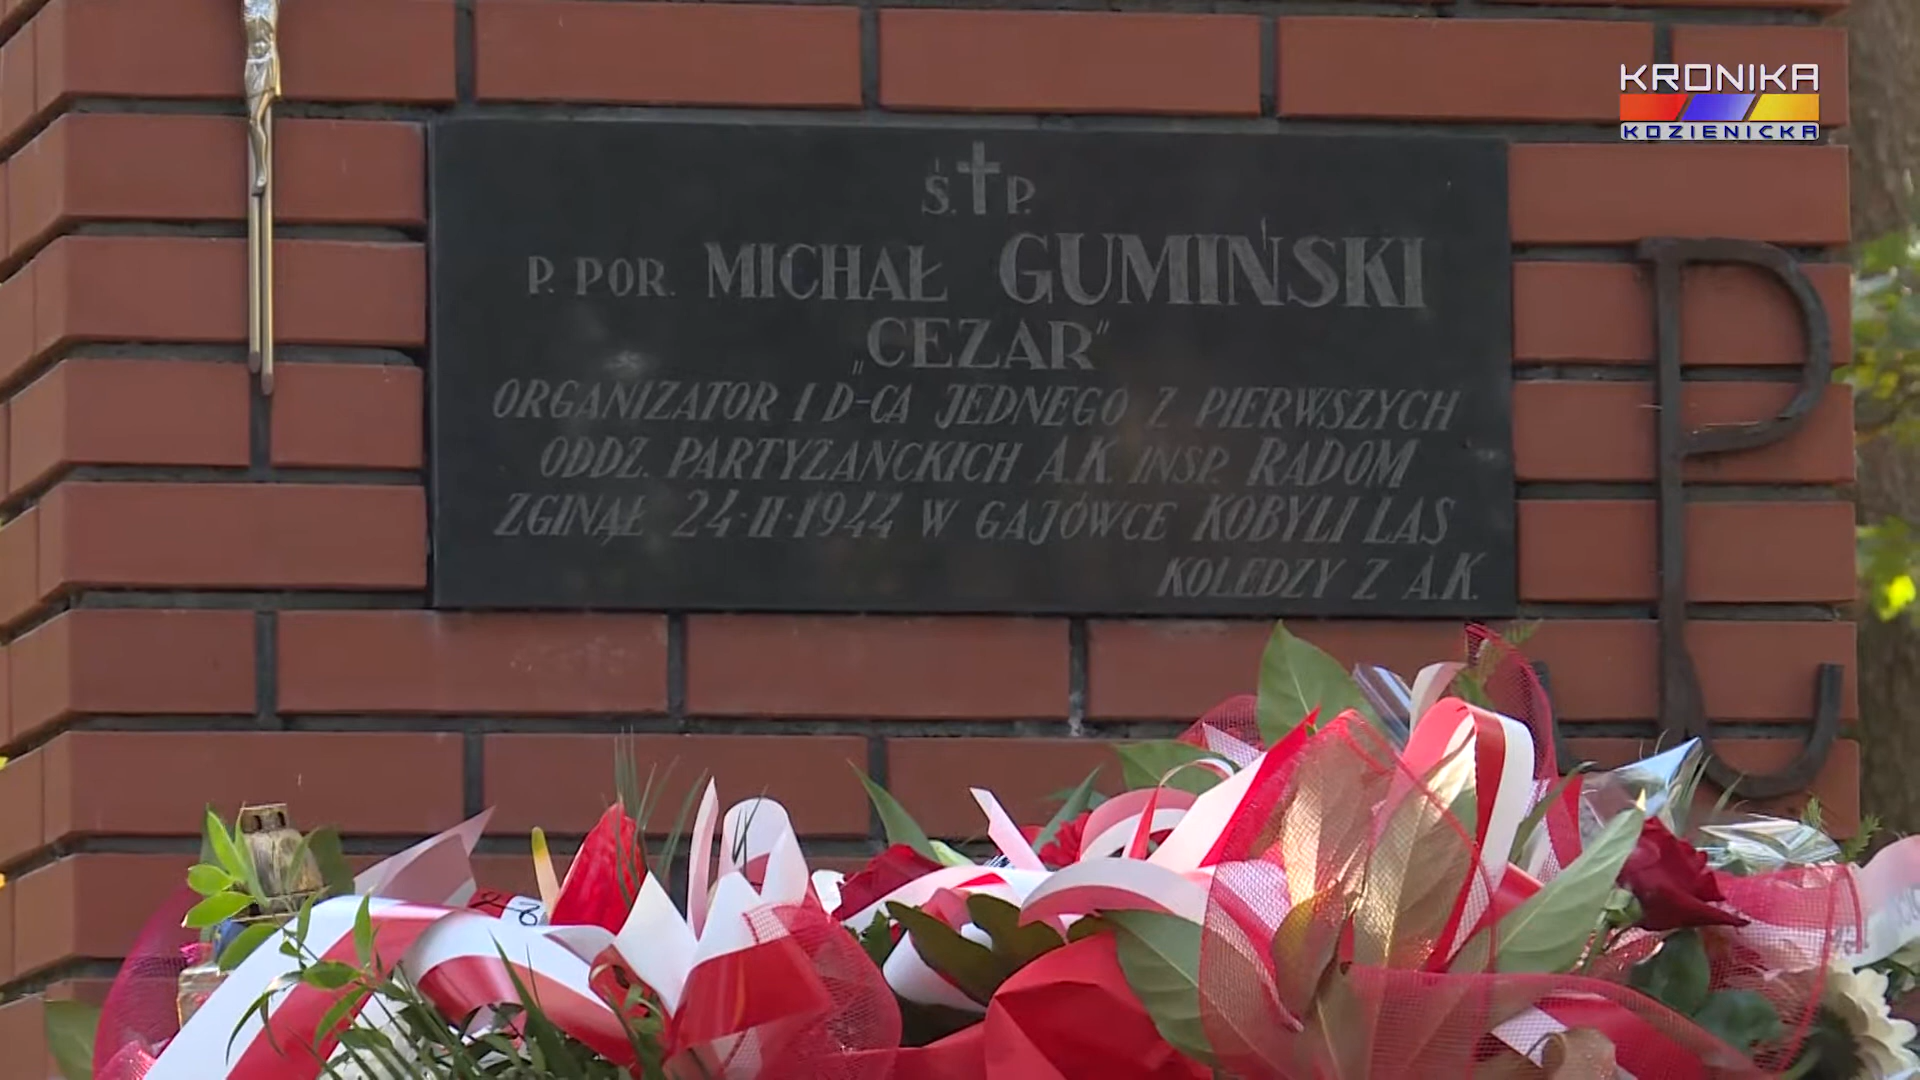 KRONIKA
KOZIENICKA
Ś. P.
P. POR. MICHAŁ GUMIŃSKI
„CEZAR"
ORGANIZATOR I D-CA JEDNEGO Z PIERWSZYCH
ODDZ. PARTYZANCKICH A.K. INSP. RADOM
ZGINĄŁ 24·II·1944 W GAJÓWCE KOBYLI LAS
KOLEDZY Z A.K.
P